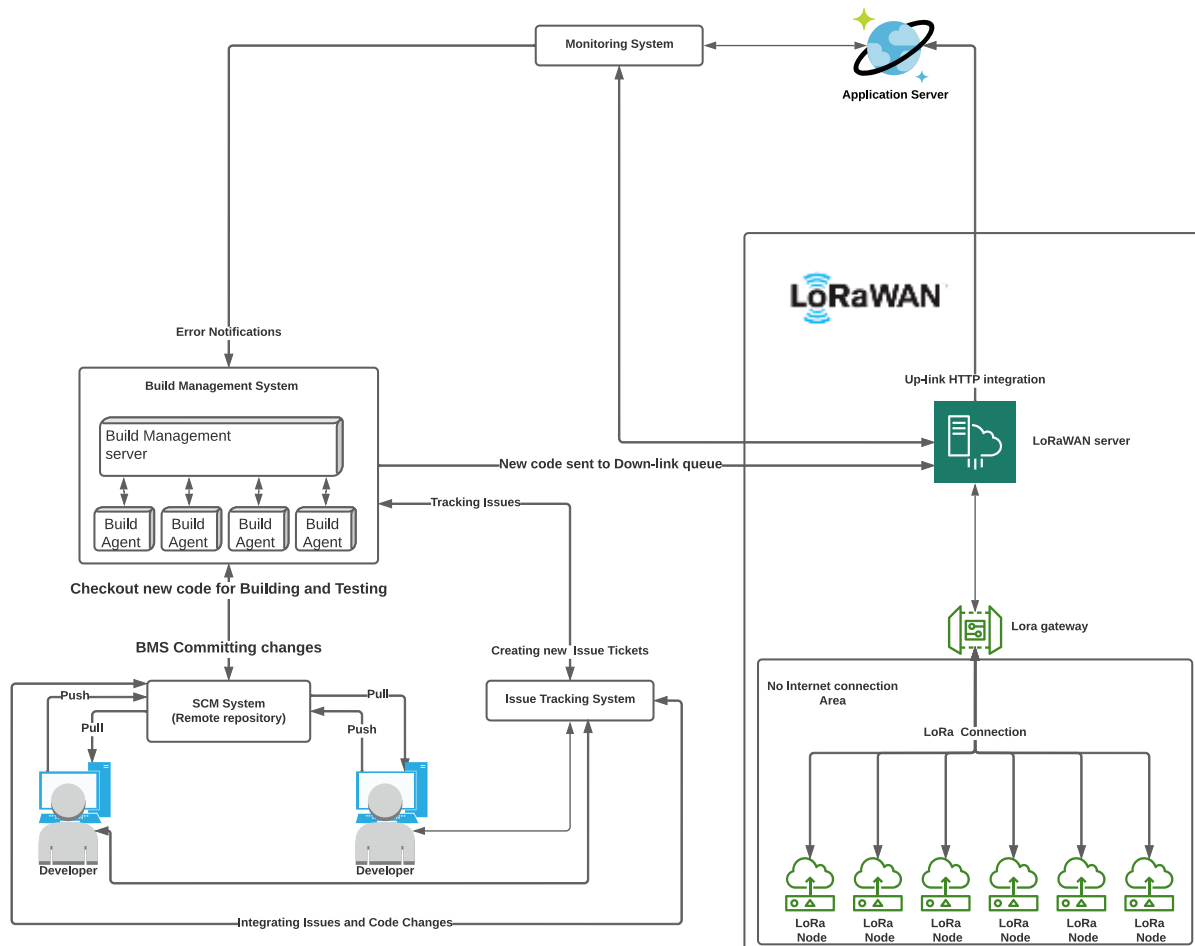 Monitoring System
Application Server
LoRaWAN
Error Notifications
Build Management System
Up-link HTTP integration
Build Management
server
LoRaWAN server
New code sent to Down-link queue
Tracking Issues
Build
Agent
Build
Agent
Build
Agent
Build
Agent
Checkout new code for Building and Testing
Lora gateway
BMS Committing changes
Creating new Issue Tickets
No Internet connection
Area
Push
SCM System
(Remote repository)
Pull
Issue Tracking System
Pull
Push
LoRa Connection
Developer
Developer
Integrating Issues and Code Changes
LoRa
Node
LoRa
Node
LoRa
Node
LoRa
Node
LoRa
Node
LoRa
Node